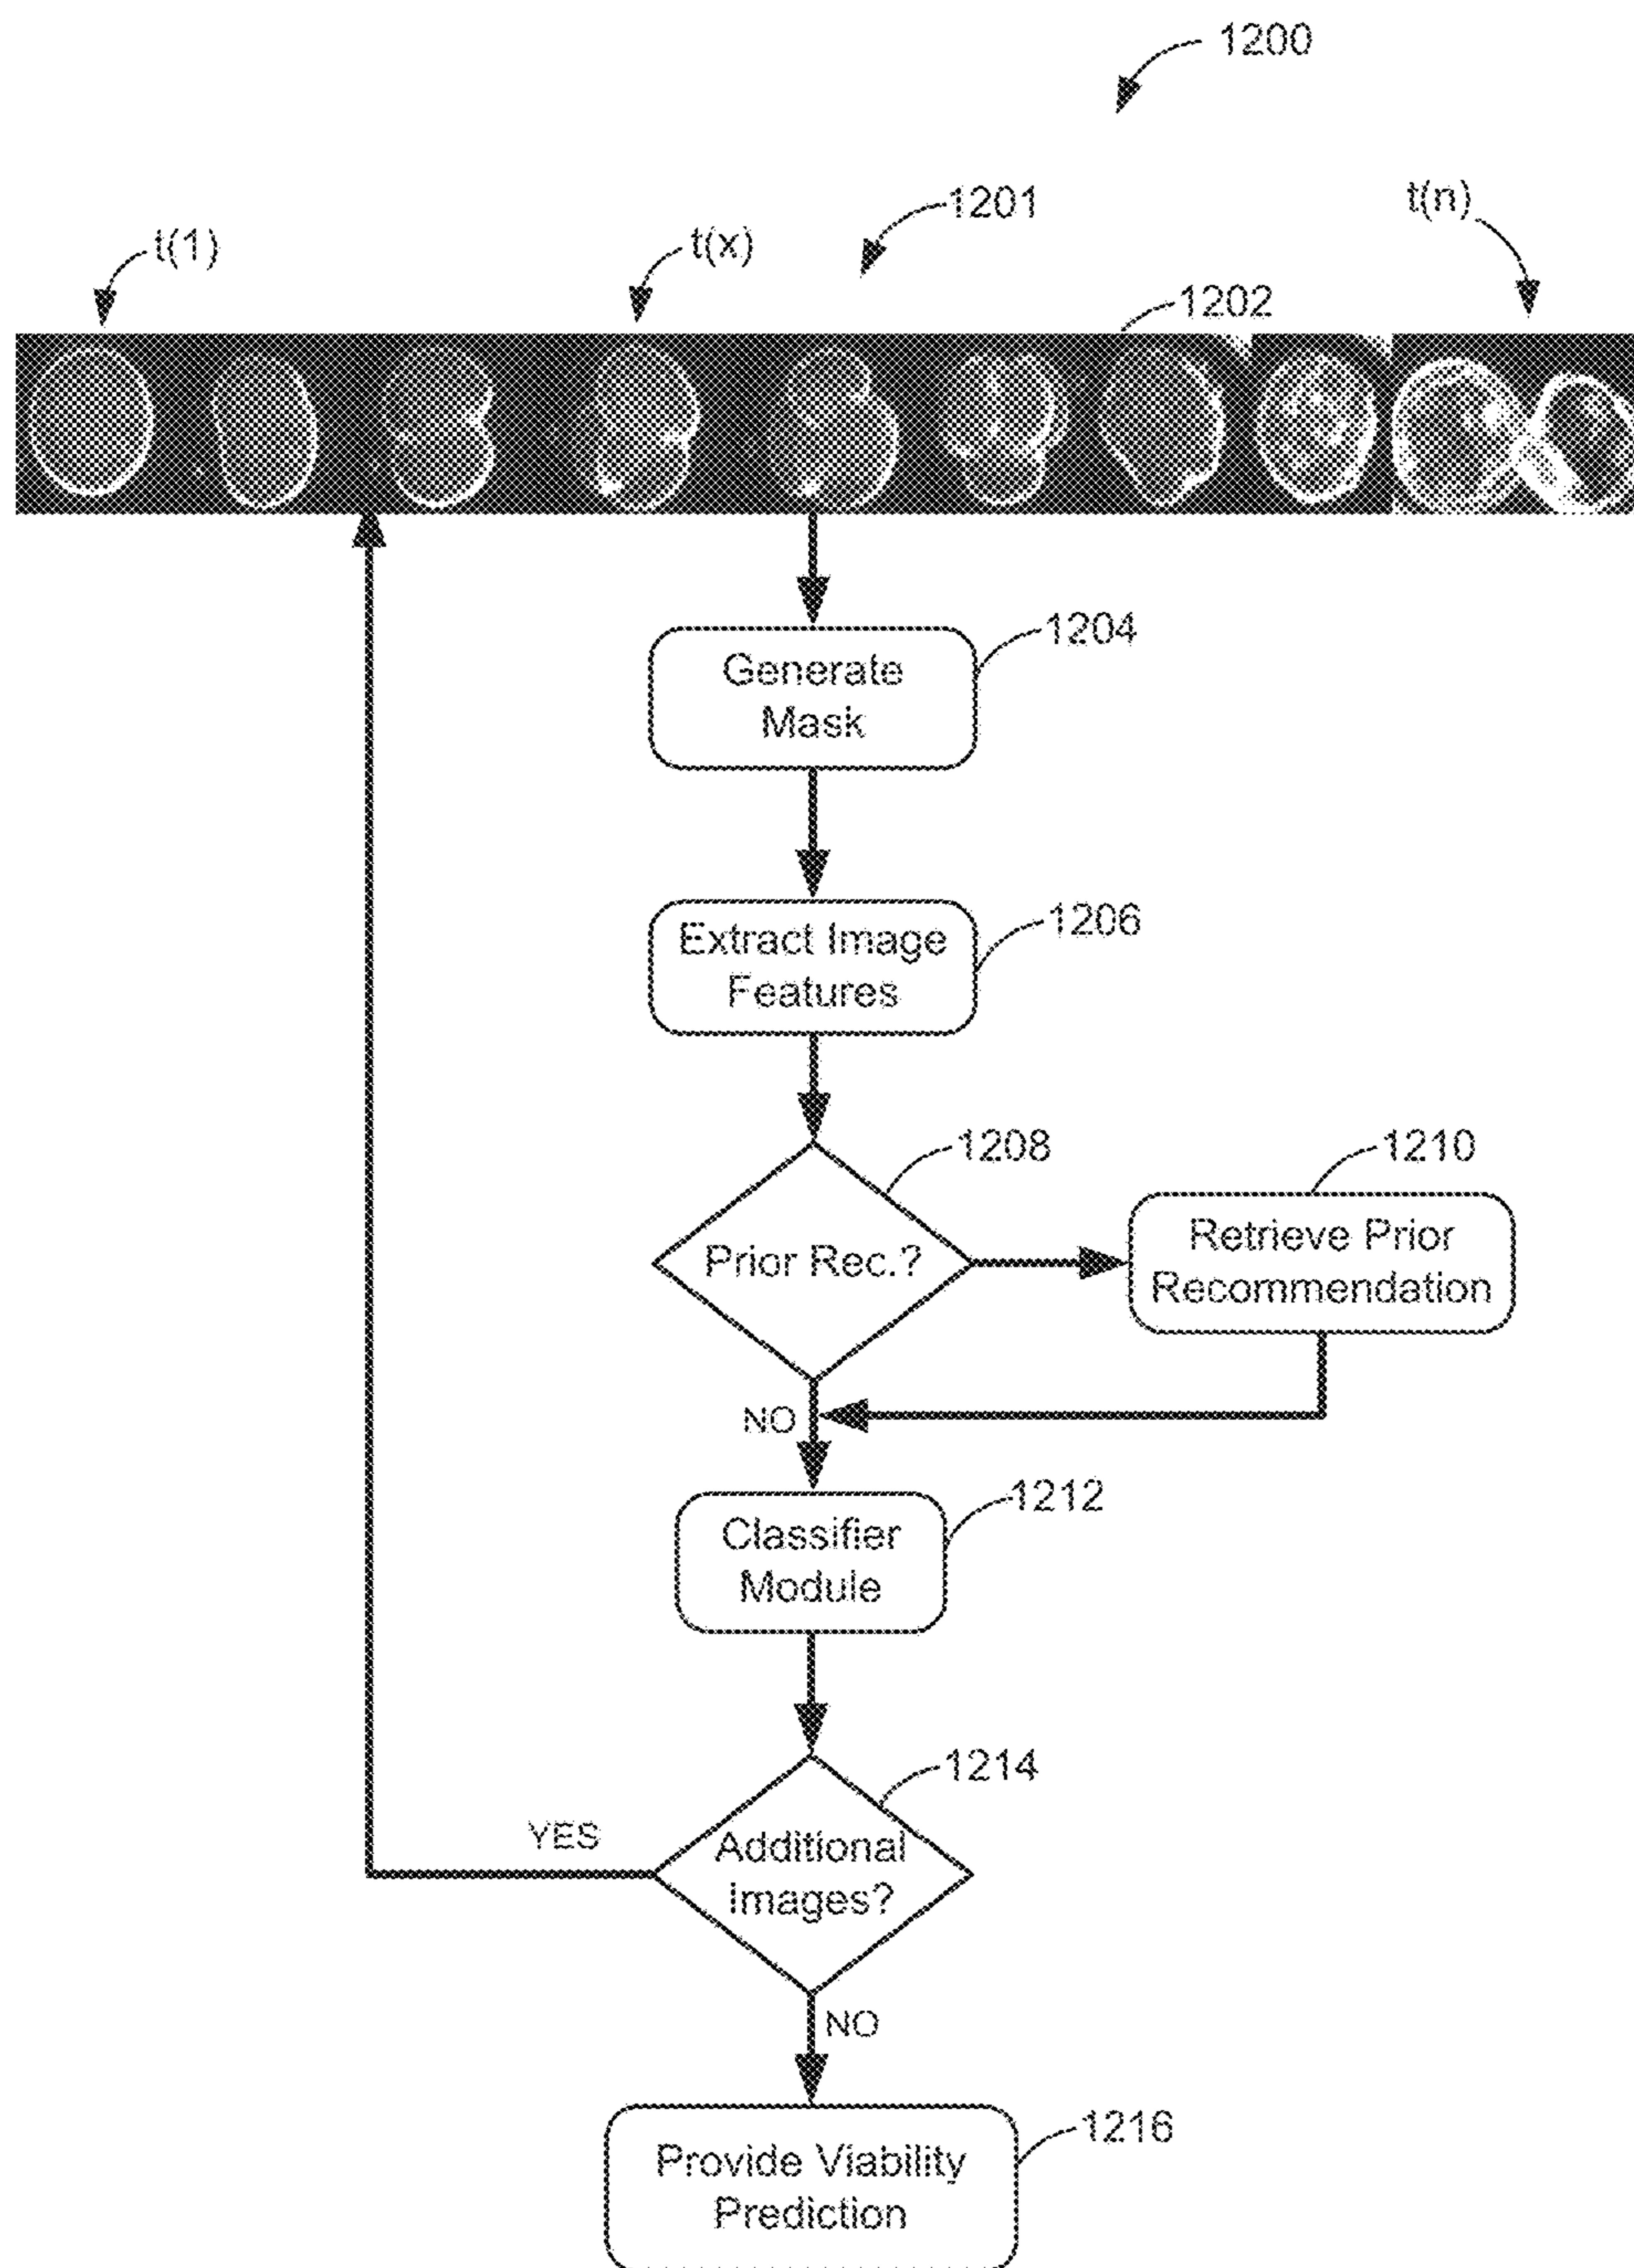 1200
1201
t(n)
t(1)
t(x)
1202
1204
Generate
Mask
1206
Extract Image
Features
1208
1210
Prior Rec.?
Retrieve Prior
Recommendation
NO
1212
Classifier
Module
1214
YES
Additional
Images?
NO
1216
Provide Viability
Prediction